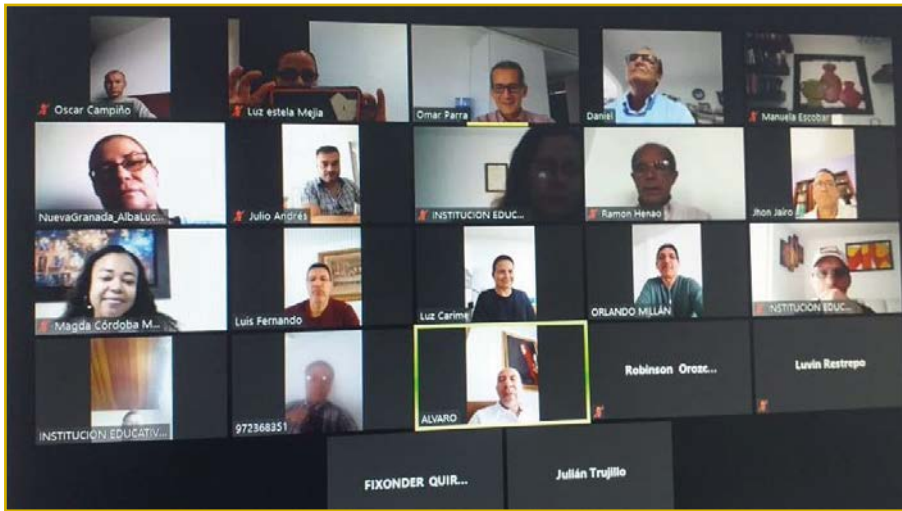 Oscar Campiño
Luz estela Mejia
Omar Parra
Daniel
Manuela Escobar
NuevaGranada_AlbaLuc...
Julio Andrés
INSTITUCION EDUC...
Ramon Henao
Jhon Jairo
Magda Córdoba M...
Luis Fernando
Luz Carime
ORLANDO MILLÁN
INSTITUCION EDUC...
INSTITUCION EDUCATIV...
972368351
ALVARO
Robinson Orozc...
Luvin Restrepo
FIXONDER QUIR...
Julián Trujillo